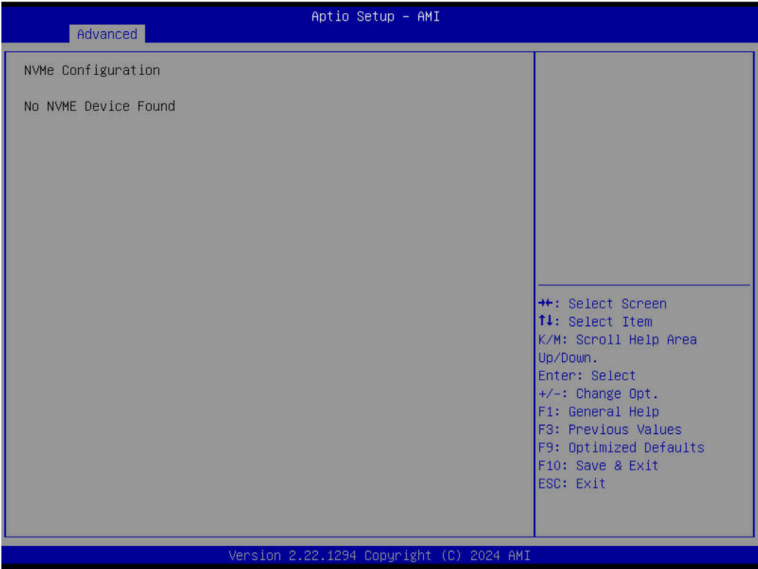 Aptio Setup – AMI
Advanced
NVMe Configuration
No NVME Device Found
→←: Select Screen
↑↓: Select Item
K/M: Scroll Help Area
Up/Down.
Enter: Select
+/-: Change Opt.
F1: General Help
F3: Previous Values
F9: Optimized Defaults
F10: Save & Exit
ESC: Exit
Version 2.22.1294 Copyright (C) 2024 AMI